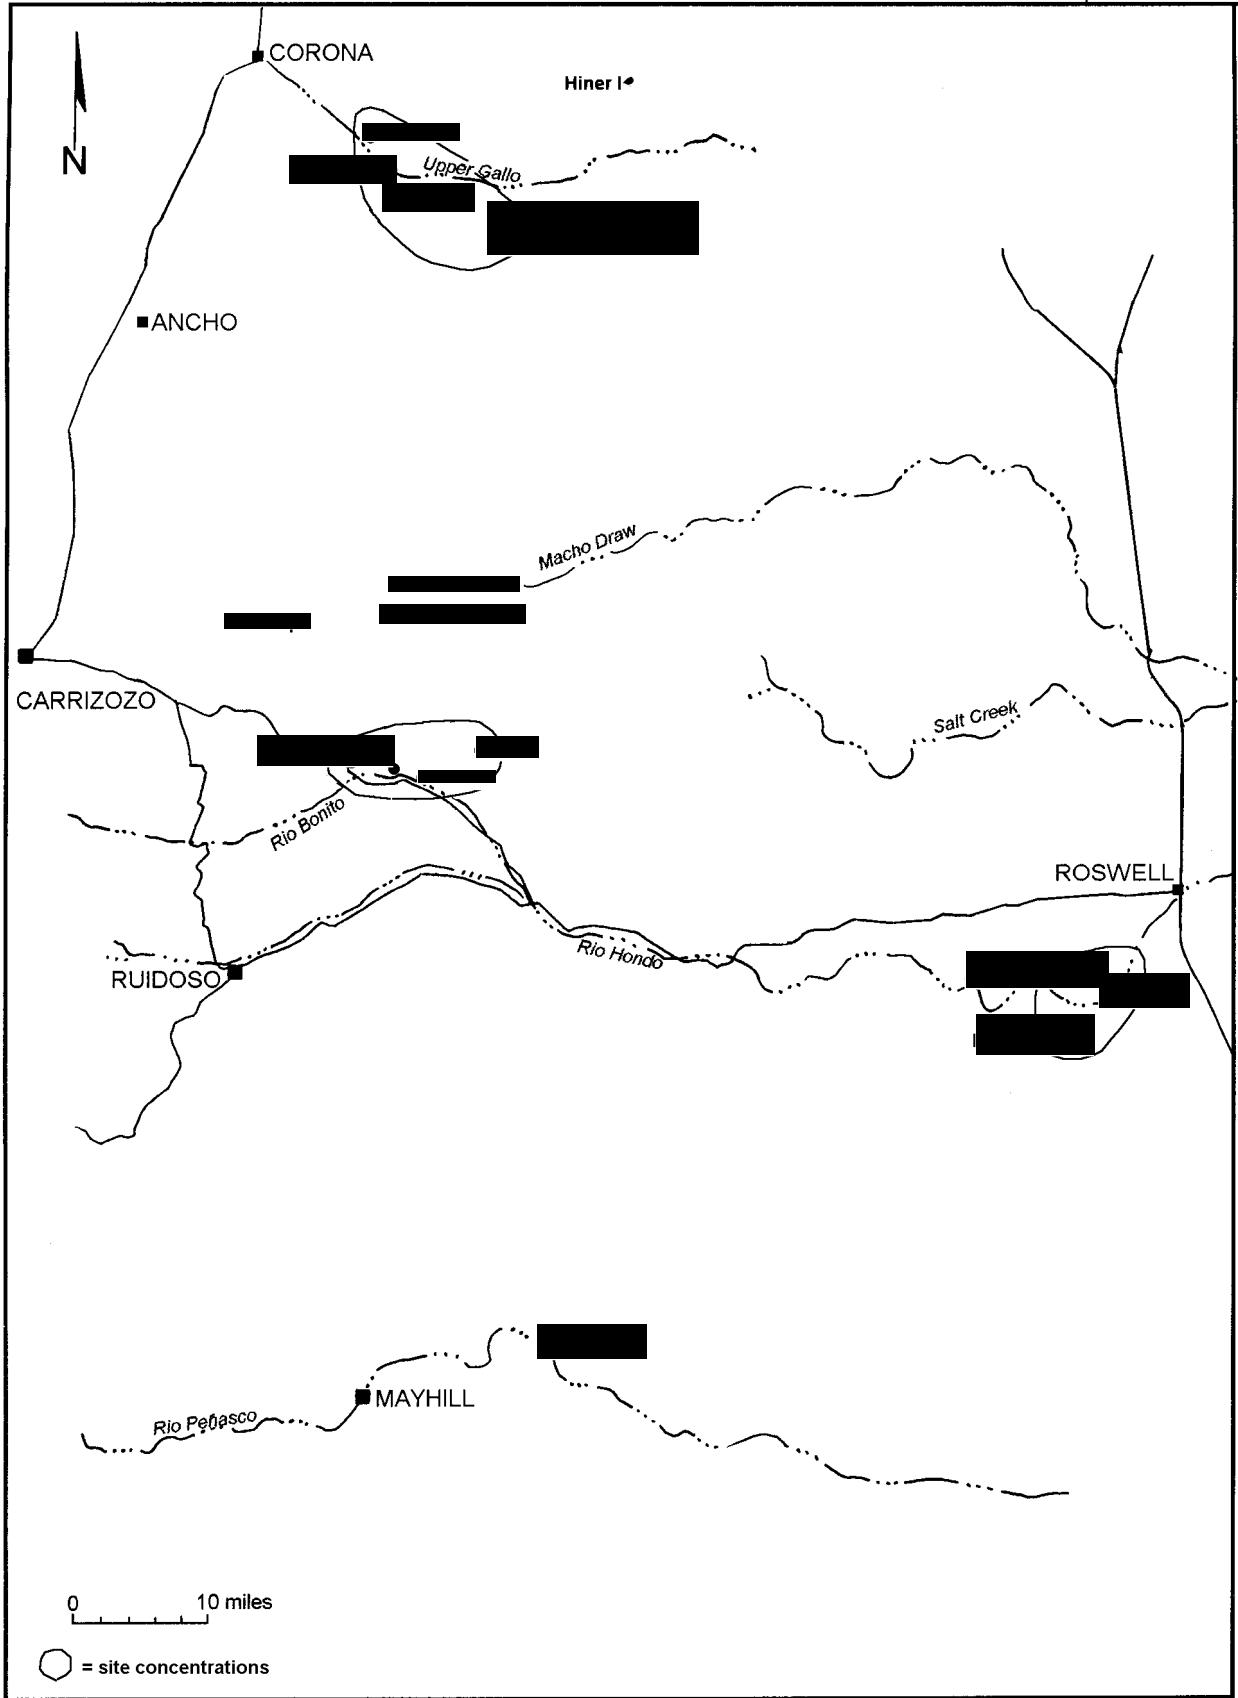 CORONA
Hiner I
N
Upper Gallo
ANCHO
Macho Draw
CARRIZOZO
Salt Creek
Rio Bonito
ROSWELL
Rio Hondo
RUIDOSO
MAYHILL
Rio Peñasco
0 10 miles
= site concentrations